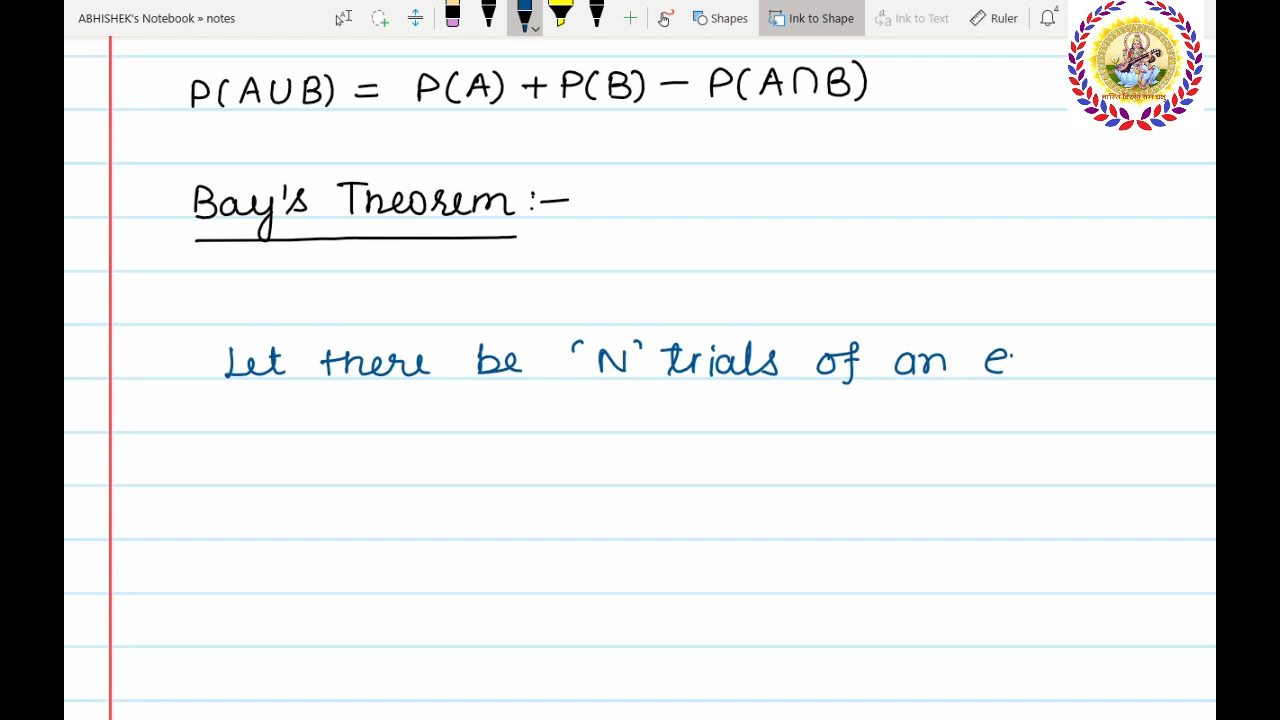 ABHISHEK's Notebook » notes
Shapes
Ink to Shape
Ink to Text
Ruler
4
P(A∪B) = P(A) + P(B) − P(A∩B)
Bay's Theorem :-
Let there be 'N' trials of an e